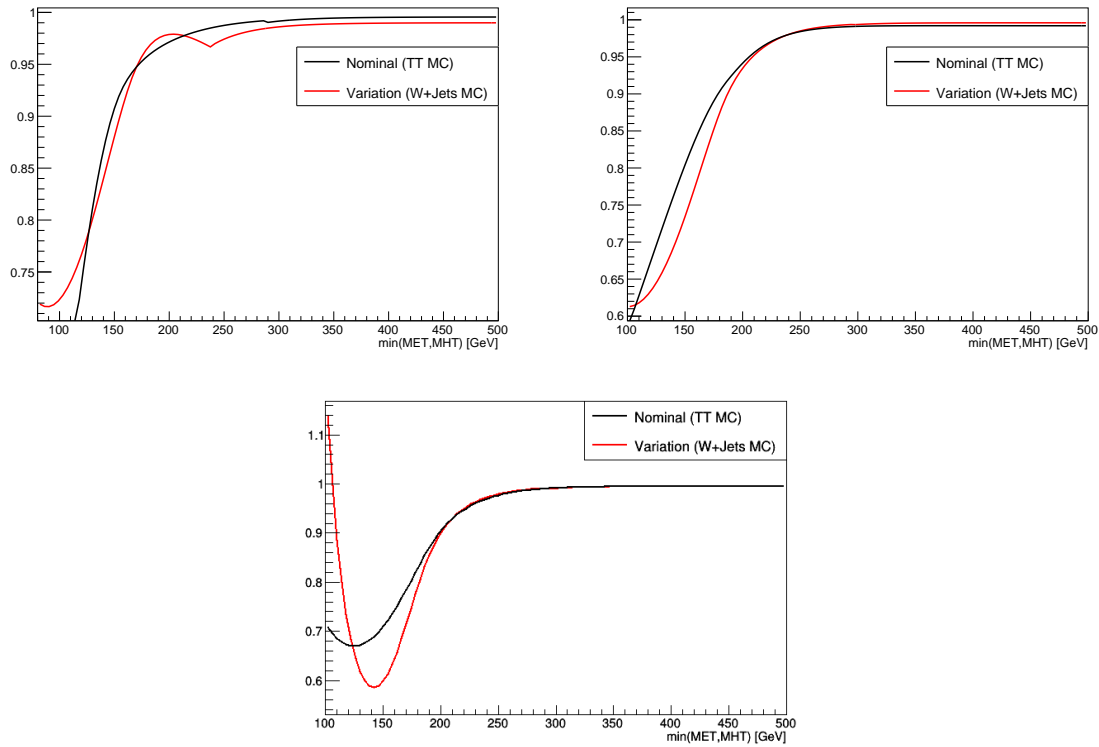 1
0.95
0.9
0.85
0.8
0.75
Nominal (TT MC)
Variation (W+Jets MC)
100 150 200 250 300 350 400 450 500
min(MET,MHT) [GeV]
1
0.95
0.9
0.85
0.8
0.75
0.7
0.65
0.6
Nominal (TT MC)
Variation (W+Jets MC)
100 150 200 250 300 350 400 450 500
min(MET,MHT) [GeV]
1.1
1
0.9
0.8
0.7
0.6
Nominal (TT MC)
Variation (W+Jets MC)
100 150 200 250 300 350 400 450 500
min(MET,MHT) [GeV]